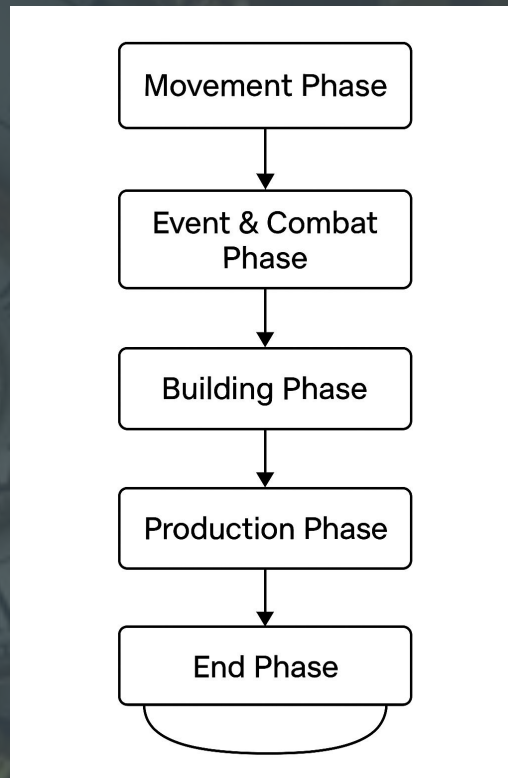 Movement Phase
Event & Combat
Phase
Building Phase
Production Phase
End Phase